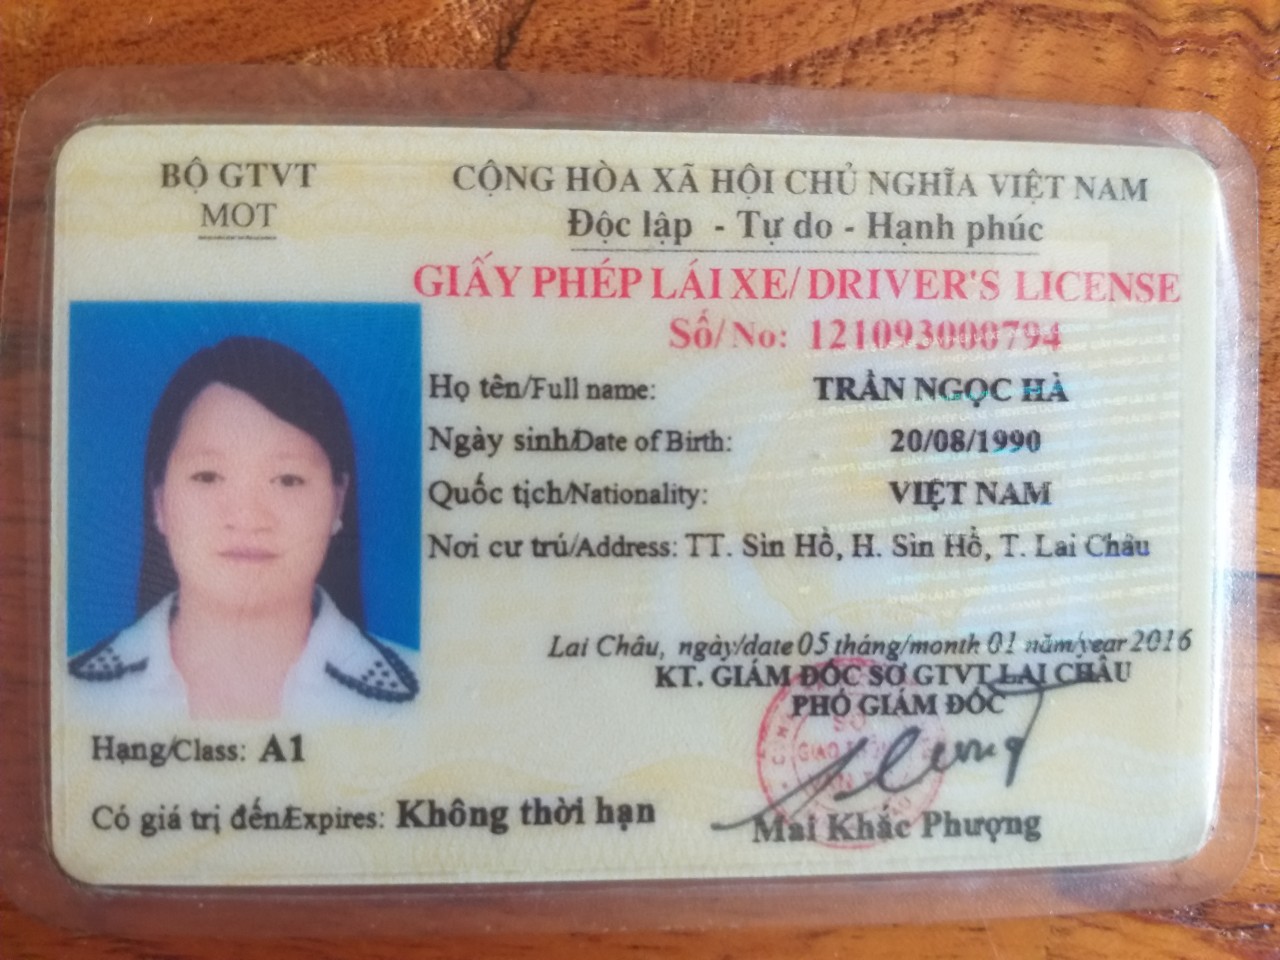 BỘ GTVT
MOT
CỘNG HÒA XÃ HỘI CHỦ NGHĨA VIỆT NAM
Độc lập - Tự do - Hạnh phúc
GIẤY PHÉP LÁI XE/ DRIVER'S LICENSE
Số/ No: 121093000794
Họ tên/Full name: TRẦN NGỌC HÀ
Ngày sinh/Date of Birth: 20/08/1990
Quốc tịch/Nationality: VIỆT NAM
Nơi cư trú/Address: TT. Sìn Hồ, H. Sìn Hồ, T. Lai Châu
Lai Châu, ngày/date 05 tháng/month 01 năm/year 2016
KT. GIÁM ĐỐC SỞ GTVT LAI CHÂU
PHÓ GIÁM ĐỐC
Hạng/Class: A1
Có giá trị đến/Expires: Không thời hạn
Mai Khắc Phượng